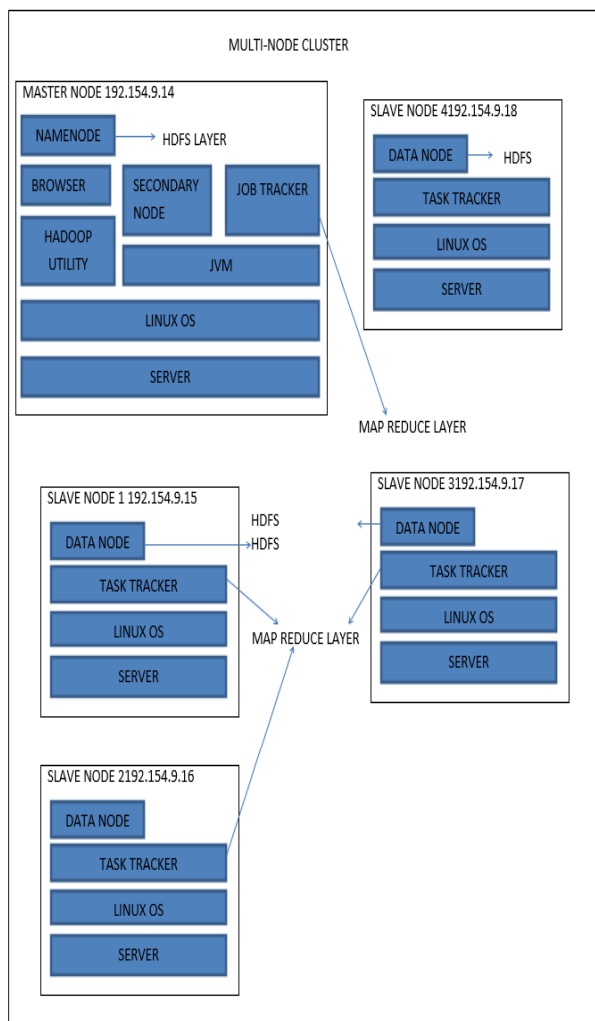 MULTI-NODE CLUSTER
MASTER NODE 192.154.9.14
NAMENODE
HDFS LAYER
BROWSER
SECONDARY
NODE
JOB TRACKER
HADOOP
UTILITY
JVM
LINUX OS
SERVER
SLAVE NODE 4192.154.9.18
DATA NODE
HDFS
TASK TRACKER
LINUX OS
SERVER
MAP REDUCE LAYER
SLAVE NODE 1 192.154.9.15
DATA NODE
HDFS
HDFS
TASK TRACKER
LINUX OS
SERVER
MAP REDUCE LAYER
SLAVE NODE 3192.154.9.17
DATA NODE
TASK TRACKER
LINUX OS
SERVER
SLAVE NODE 2192.154.9.16
DATA NODE
TASK TRACKER
LINUX OS
SERVER